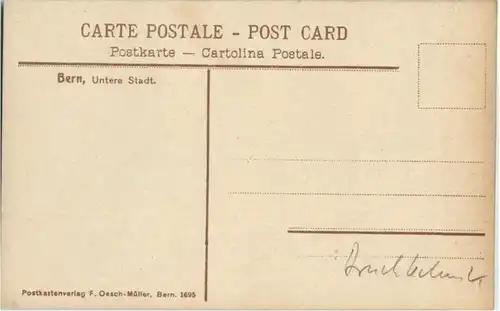 CARTE POSTALE - POST CARD
Postkarte — Cartolina Postale.
Bern, Untere Stadt.
Postkartenverlag F. Oesch-Müller, Bern. 1695